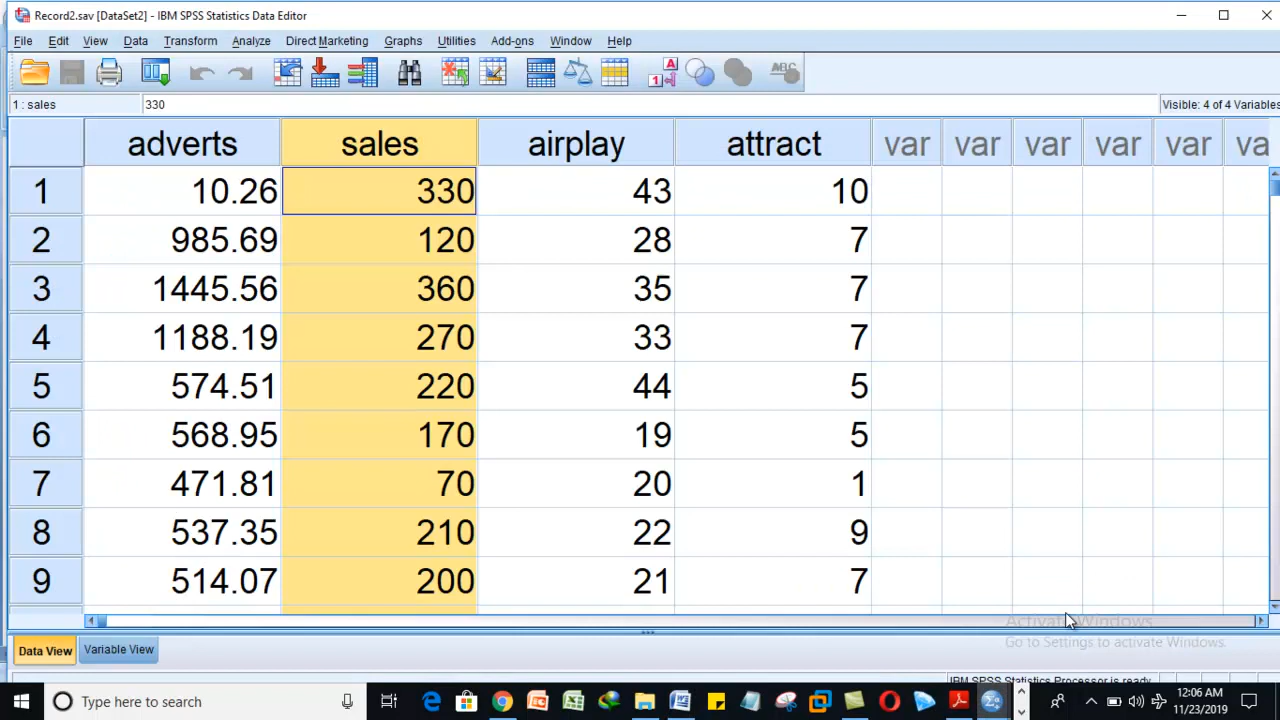 Record2.sav [DataSet2] - IBM SPSS Statistics Data Editor
File Edit View Data Transform Analyze Direct Marketing Graphs Utilities Add-ons Window Help
A
1 4
ABC
1 : sales 330 Visible: 4 of 4 Variables
adverts sales airplay attract var var var var var va
1 10.26 330 43 10
2 985.69 120 28 7
3 1445.56 360 35 7
4 1188.19 270 33 7
5 574.51 220 44 5
6 568.95 170 19 5
7 471.81 70 20 1
8 537.35 210 22 9
9 514.07 200 21 7
Activate Windows
Go to Settings to activate Windows.
Data View Variable View
IBM SPSS Statistics Processor is ready
Type here to search
12:06 AM
11/23/2019